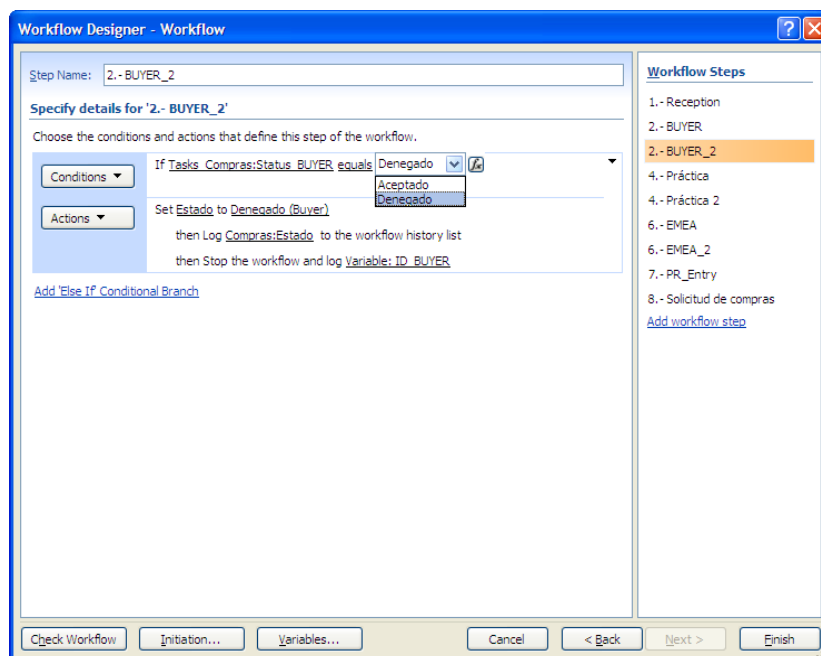 Workflow Designer - Workflow
Step Name: 2.- BUYER_2
Specify details for '2.- BUYER_2'
Choose the conditions and actions that define this step of the workflow.
Conditions
If Tasks_Compras:Status_BUYER equals Denegado fx
Aceptado
Denegado
Actions
Set Estado to Denegado (Buyer)
then Log Compras:Estado to the workflow history list
then Stop the workflow and log Variable: ID_BUYER
Add 'Else If' Conditional Branch
Workflow Steps
1.- Reception
2.- BUYER
2.- BUYER_2
4.- Práctica
4.- Práctica 2
6.- EMEA
6.- EMEA_2
7.- PR_Entry
8.- Solicitud de compras
Add workflow step
Check Workflow
Initiation...
Variables...
Cancel
< Back
Next >
Finish